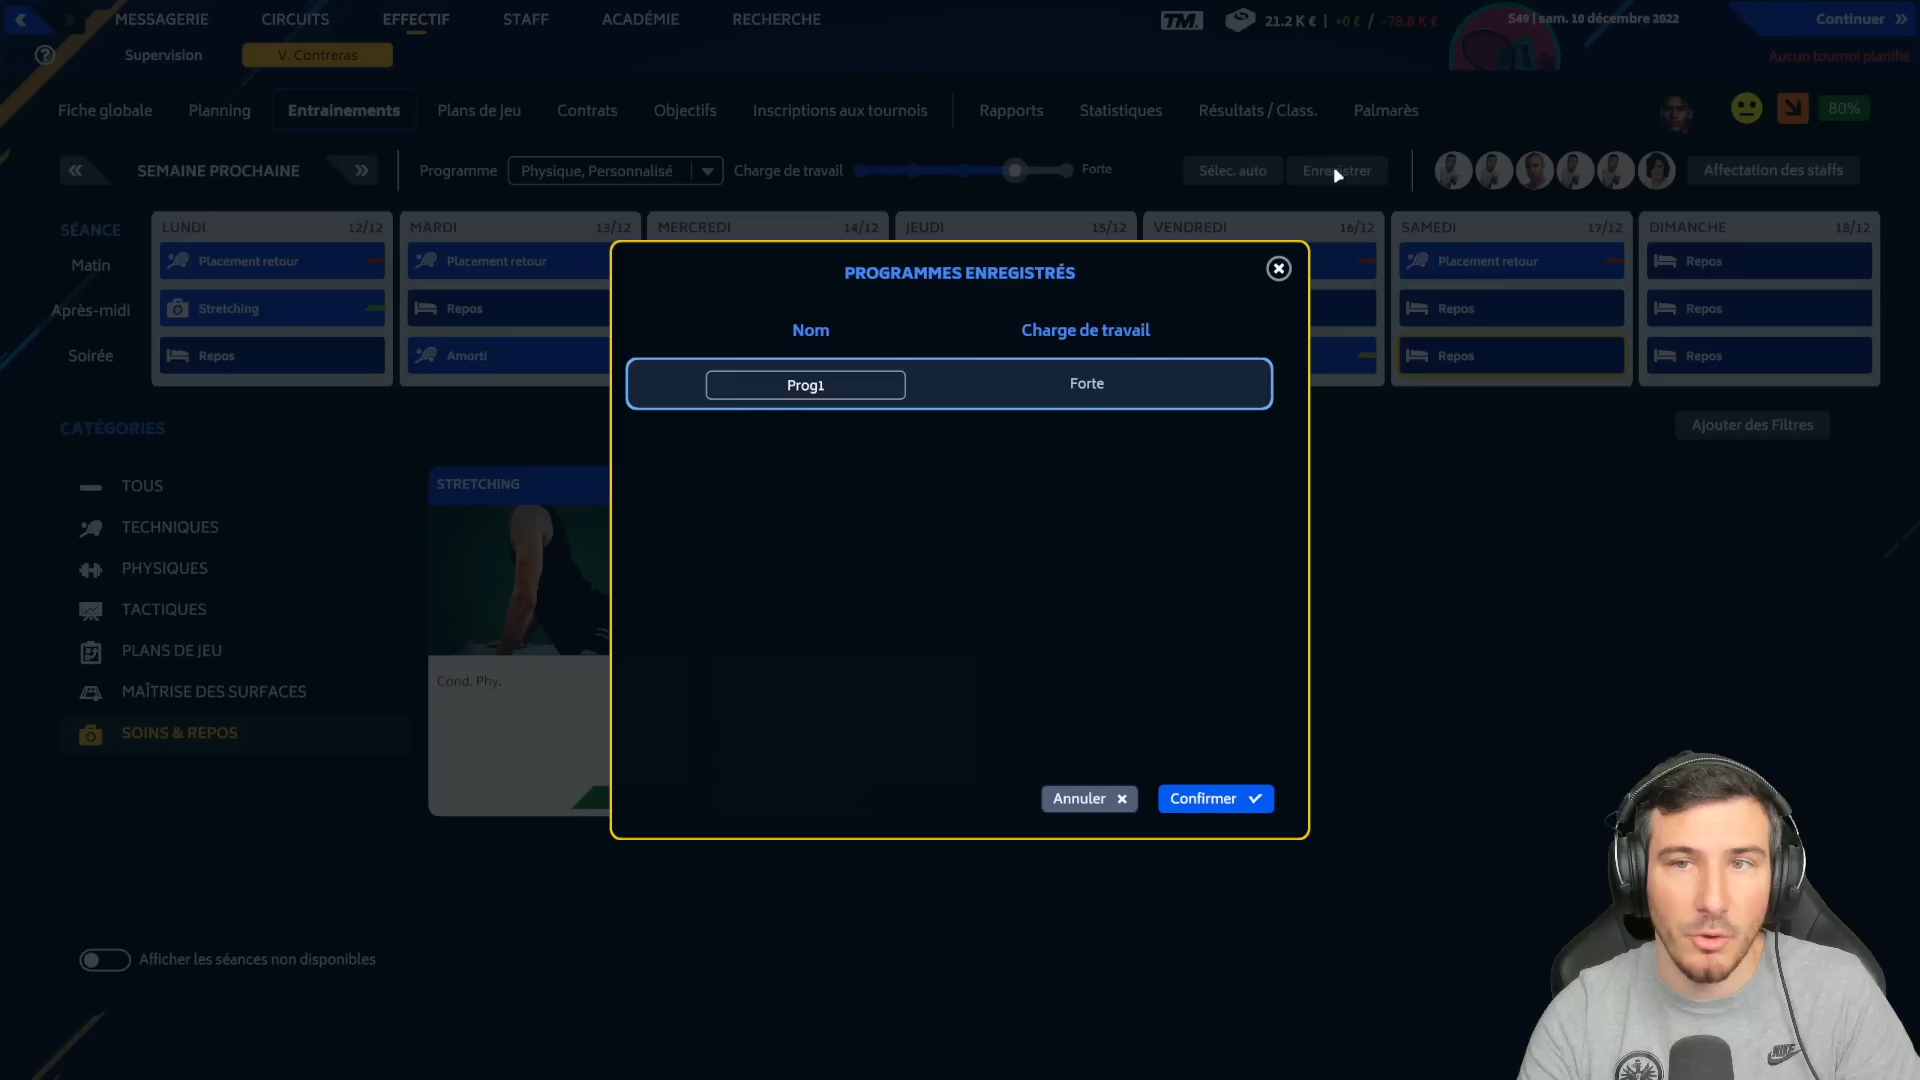 MESSAGERIE CIRCUITS EFFECTIF STAFF ACADÉMIE RECHERCHE TM. 21.2 K € | +0 € / -78.8 K € S49 | sam. 10 décembre 2022 Continuer
Supervision V. Contreras Aucun tournoi planifié
Fiche globale Planning Entrainements Plans de jeu Contrats Objectifs Inscriptions aux tournois Rapports Statistiques Résultats / Class. Palmarès 80%
SEMAINE PROCHAINE Programme Physique, Personnalisé Charge de travail Forte Sélec. auto Enregistrer Affectation des staffs
SÉANCE LUNDI 12/12 MARDI 13/12 MERCREDI 14/12 JEUDI 15/12 VENDREDI 16/12 SAMEDI 17/12 DIMANCHE 18/12
Matin Placement retour Placement retour Placement retour Repos
Après-midi Stretching Repos Repos Repos
Soirée Repos Amorti Repos Repos
PROGRAMMES ENREGISTRÉS
Nom Charge de travail
Prog1 Forte
Annuler Confirmer
CATÉGORIES Ajouter des Filtres
TOUS
TECHNIQUES
PHYSIQUES
TACTIQUES
PLANS DE JEU
MAÎTRISE DES SURFACES
SOINS & REPOS
STRETCHING
Cond. Phy.
Afficher les séances non disponibles
NIKE